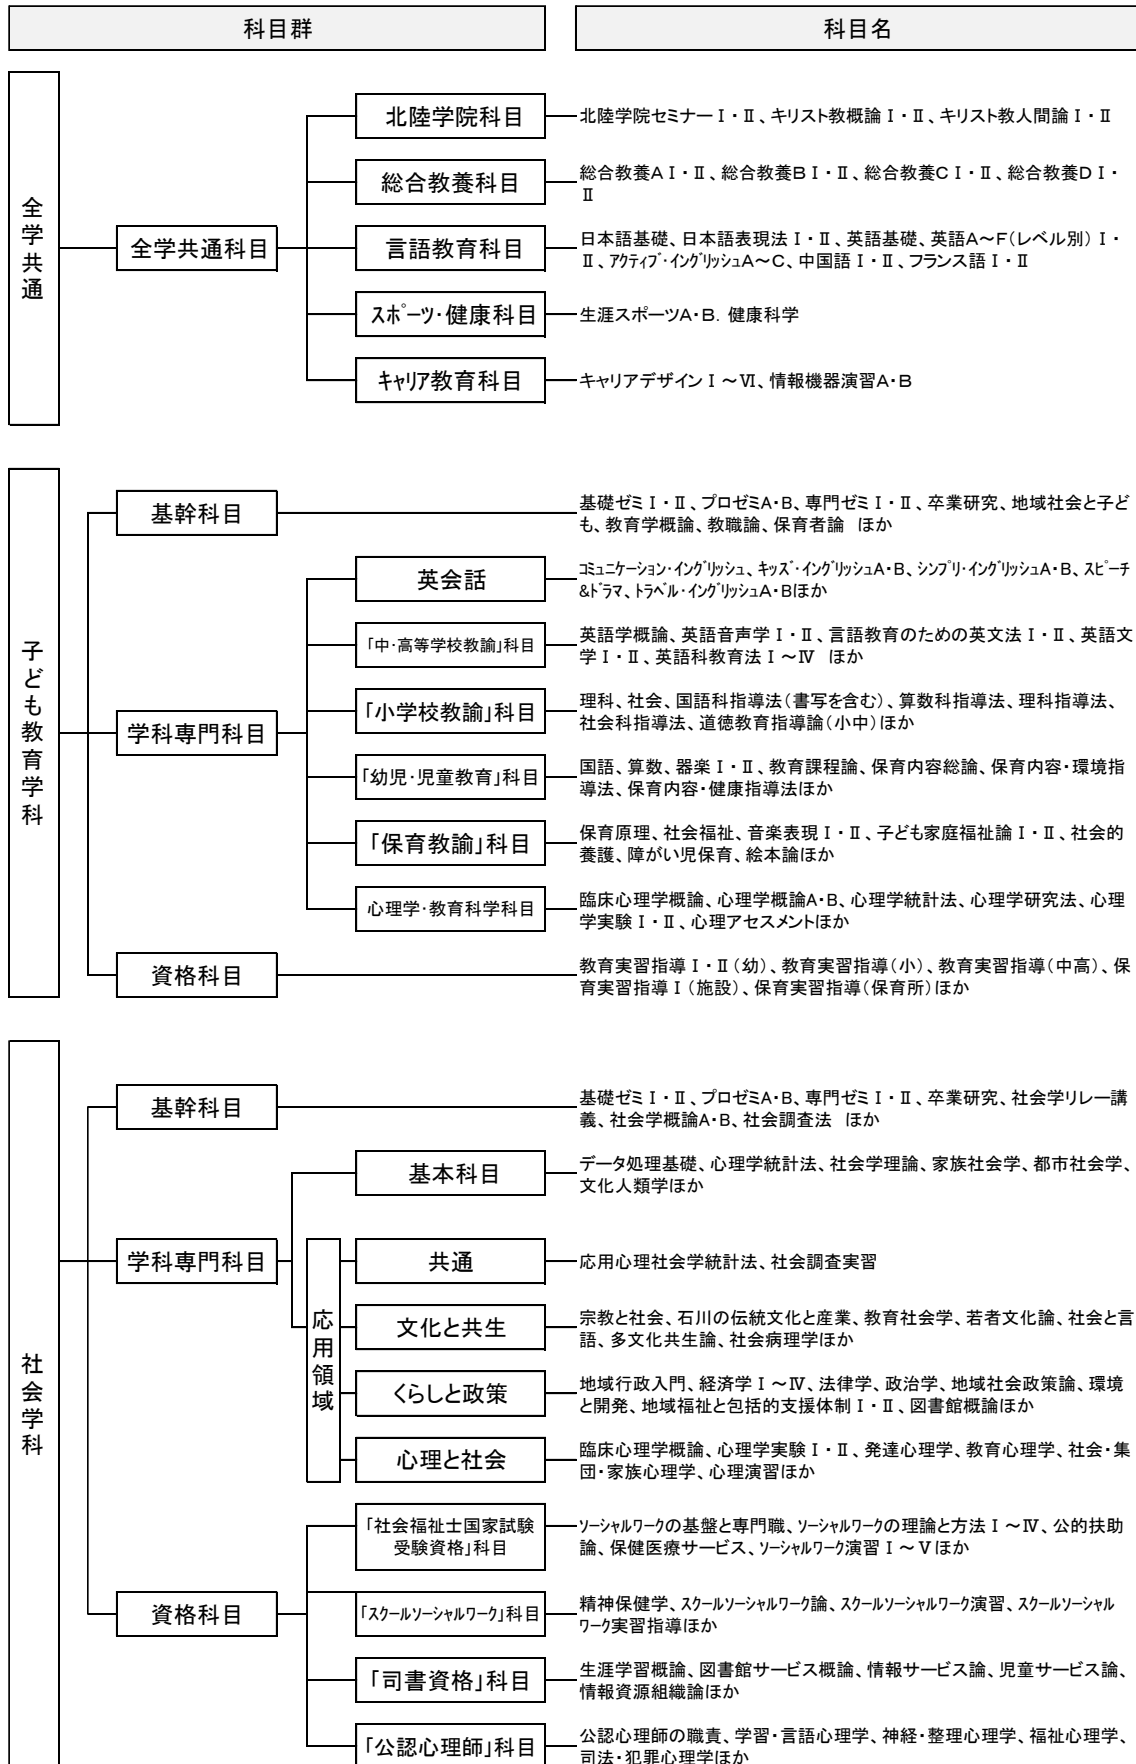 科目群
科目名
全学共通
全学共通科目
北陸学院科目
北陸学院セミナーⅠ・Ⅱ、キリスト教概論Ⅰ・Ⅱ、キリスト教人間論Ⅰ・Ⅱ
総合教養科目
総合教養AⅠ・Ⅱ、総合教養BⅠ・Ⅱ、総合教養CⅠ・Ⅱ、総合教養DⅠ・
Ⅱ
言語教育科目
日本語基礎、日本語表現法Ⅰ・Ⅱ、英語基礎、英語A～F(レベル別)Ⅰ・
Ⅱ、アクティブ・イングリッシュA～C、中国語Ⅰ・Ⅱ、フランス語Ⅰ・Ⅱ
スポーツ・健康科目
生涯スポーツA・B. 健康科学
キャリア教育科目
キャリアデザインⅠ～Ⅵ、情報機器演習A・B
子ども教育学科
基幹科目
基礎ゼミⅠ・Ⅱ、プロゼミA・B、専門ゼミⅠ・Ⅱ、卒業研究、地域社会と子ど
も、教育学概論、教職論、保育者論 ほか
学科専門科目
英会話
コミュニケーション・イングリッシュ、キッズ・イングリッシュA・B、シンプリ・イングリッシュA・B、スピーチ
&ドラマ、トラベル・イングリッシュA・Bほか
「中・高等学校教諭」科目
英語学概論、英語音声学Ⅰ・Ⅱ、言語教育のための英文法Ⅰ・Ⅱ、英語文
学Ⅰ・Ⅱ、英語科教育法Ⅰ～Ⅳ ほか
「小学校教諭」科目
理科、社会、国語科指導法(書写を含む)、算数科指導法、理科指導法、
社会科指導法、道徳教育指導論(小中)ほか
「幼児・児童教育」科目
国語、算数、器楽Ⅰ・Ⅱ、教育課程論、保育内容総論、保育内容・環境指
導法、保育内容・健康指導法ほか
「保育教諭」科目
保育原理、社会福祉、音楽表現Ⅰ・Ⅱ、子ども家庭福祉論Ⅰ・Ⅱ、社会的
養護、障がい児保育、絵本論ほか
心理学・教育科学科目
臨床心理学概論、心理学概論A・B、心理学統計法、心理学研究法、心理
学実験Ⅰ・Ⅱ、心理アセスメントほか
資格科目
教育実習指導Ⅰ・Ⅱ(幼)、教育実習指導(小)、教育実習指導(中高)、保
育実習指導Ⅰ(施設)、保育実習指導(保育所)ほか
社会学科
基幹科目
基礎ゼミⅠ・Ⅱ、プロゼミA・B、専門ゼミⅠ・Ⅱ、卒業研究、社会学リレー講
義、社会学概論A・B、社会調査法 ほか
学科専門科目
基本科目
データ処理基礎、心理学統計法、社会学理論、家族社会学、都市社会学、
文化人類学ほか
応用領域
共通
応用心理社会学統計法、社会調査実習
文化と共生
宗教と社会、石川の伝統文化と産業、教育社会学、若者文化論、社会と言
語、多文化共生論、社会病理学ほか
くらしと政策
地域行政入門、経済学Ⅰ～Ⅳ、法律学、政治学、地域社会政策論、環境
と開発、地域福祉と包括的支援体制Ⅰ・Ⅱ、図書館概論ほか
心理と社会
臨床心理学概論、心理学実験Ⅰ・Ⅱ、発達心理学、教育心理学、社会・集
団・家族心理学、心理演習ほか
資格科目
「社会福祉士国家試験
受験資格」科目
ソーシャルワークの基盤と専門職、ソーシャルワークの理論と方法Ⅰ～Ⅳ、公的扶助
論、保健医療サービス、ソーシャルワーク演習Ⅰ～Ⅴほか
「スクールソーシャルワーク」科目
精神保健学、スクールソーシャルワーク論、スクールソーシャルワーク演習、スクールソーシャル
ワーク実習指導ほか
「司書資格」科目
生涯学習概論、図書館サービス概論、情報サービス論、児童サービス論、
情報資源組織論ほか
「公認心理師」科目
公認心理師の職責、学習・言語心理学、神経・整理心理学、福祉心理学、
司法・犯罪心理学ほか